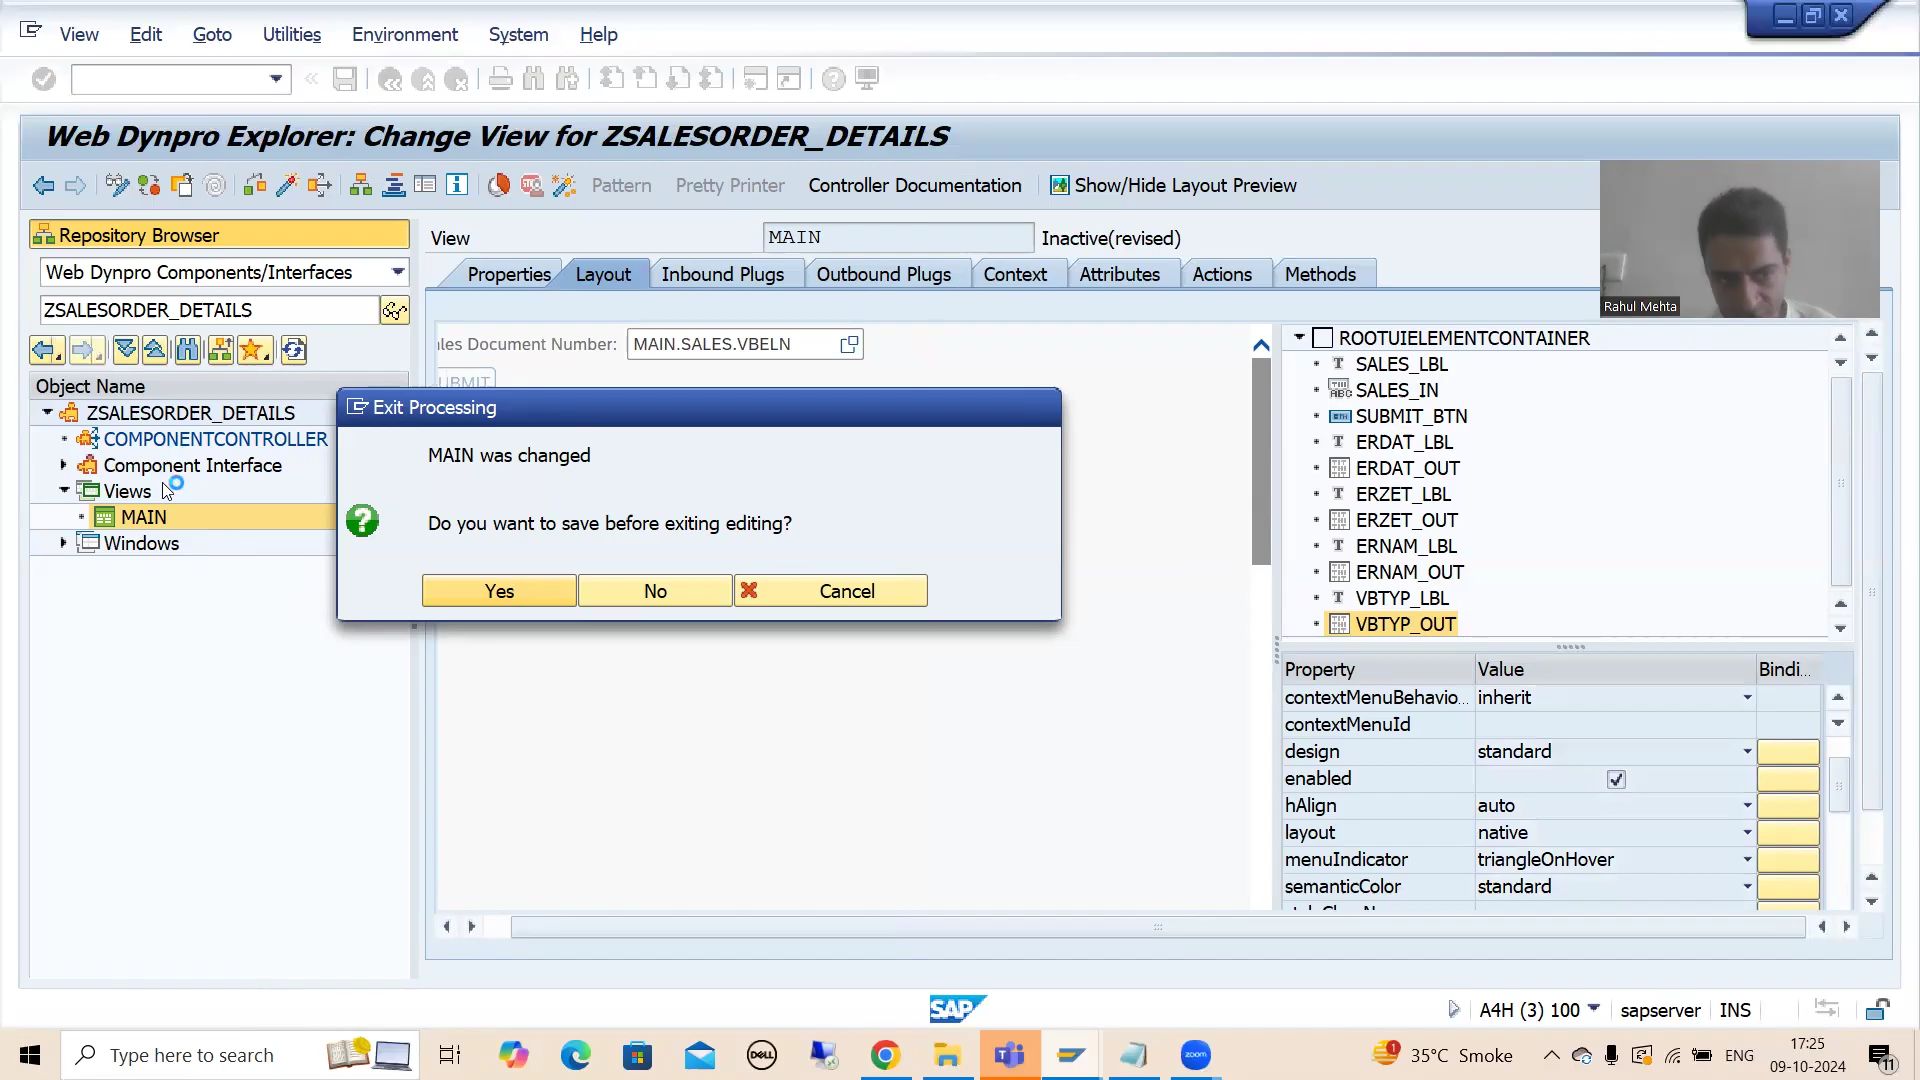 View Edit Goto Utilities Environment System Help
Web Dynpro Explorer: Change View for ZSALESORDER_DETAILS
Pattern Pretty Printer Controller Documentation Show/Hide Layout Preview
Repository Browser
Web Dynpro Components/Interfaces
ZSALESORDER_DETAILS
Object Name
ZSALESORDER_DETAILS
COMPONENTCONTROLLER
Component Interface
Views
MAIN
Windows
View MAIN Inactive(revised)
Properties Layout Inbound Plugs Outbound Plugs Context Attributes Actions Methods
les Document Number: MAIN.SALES.VBELN
UBMIT
Exit Processing
MAIN was changed
Do you want to save before exiting editing?
Yes No Cancel
Rahul Mehta
ROOTUIELEMENTCONTAINER
SALES_LBL
SALES_IN
SUBMIT_BTN
ERDAT_LBL
ERDAT_OUT
ERZET_LBL
ERZET_OUT
ERNAM_LBL
ERNAM_OUT
VBTYP_LBL
VBTYP_OUT
Property Value Bindi...
contextMenuBehavio... inherit
contextMenuId
design standard
enabled
hAlign auto
layout native
menuIndicator triangleOnHover
semanticColor standard
SAP
A4H (3) 100 sapserver INS
Type here to search
DELL
zoom
1
35°C Smoke
ENG
17:25
09-10-2024
11